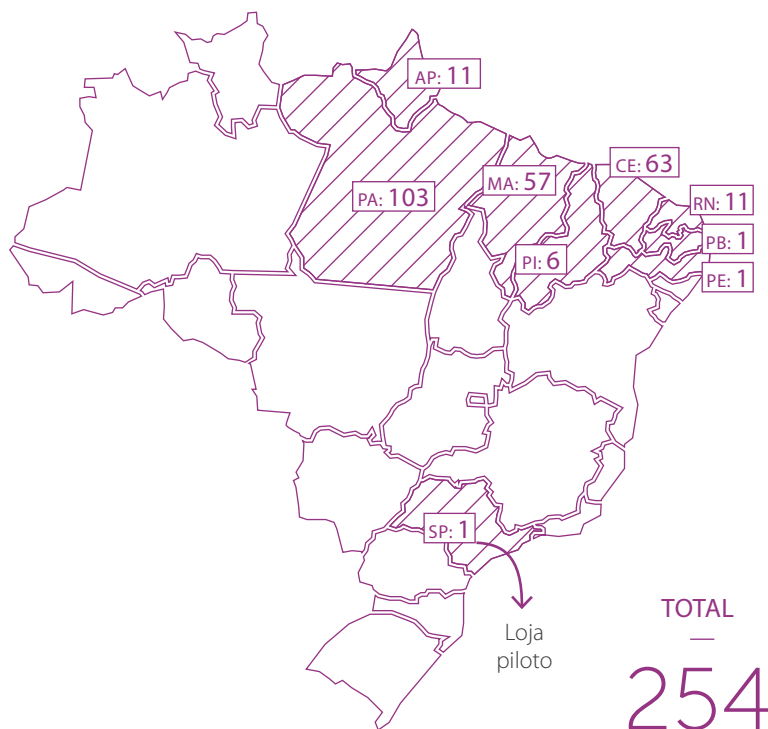 AP: 11
CE: 63
MA: 57
PA: 103
RN: 11
PB: 1
PI: 6
PE: 1
SP: 1
Loja
piloto
TOTAL
254